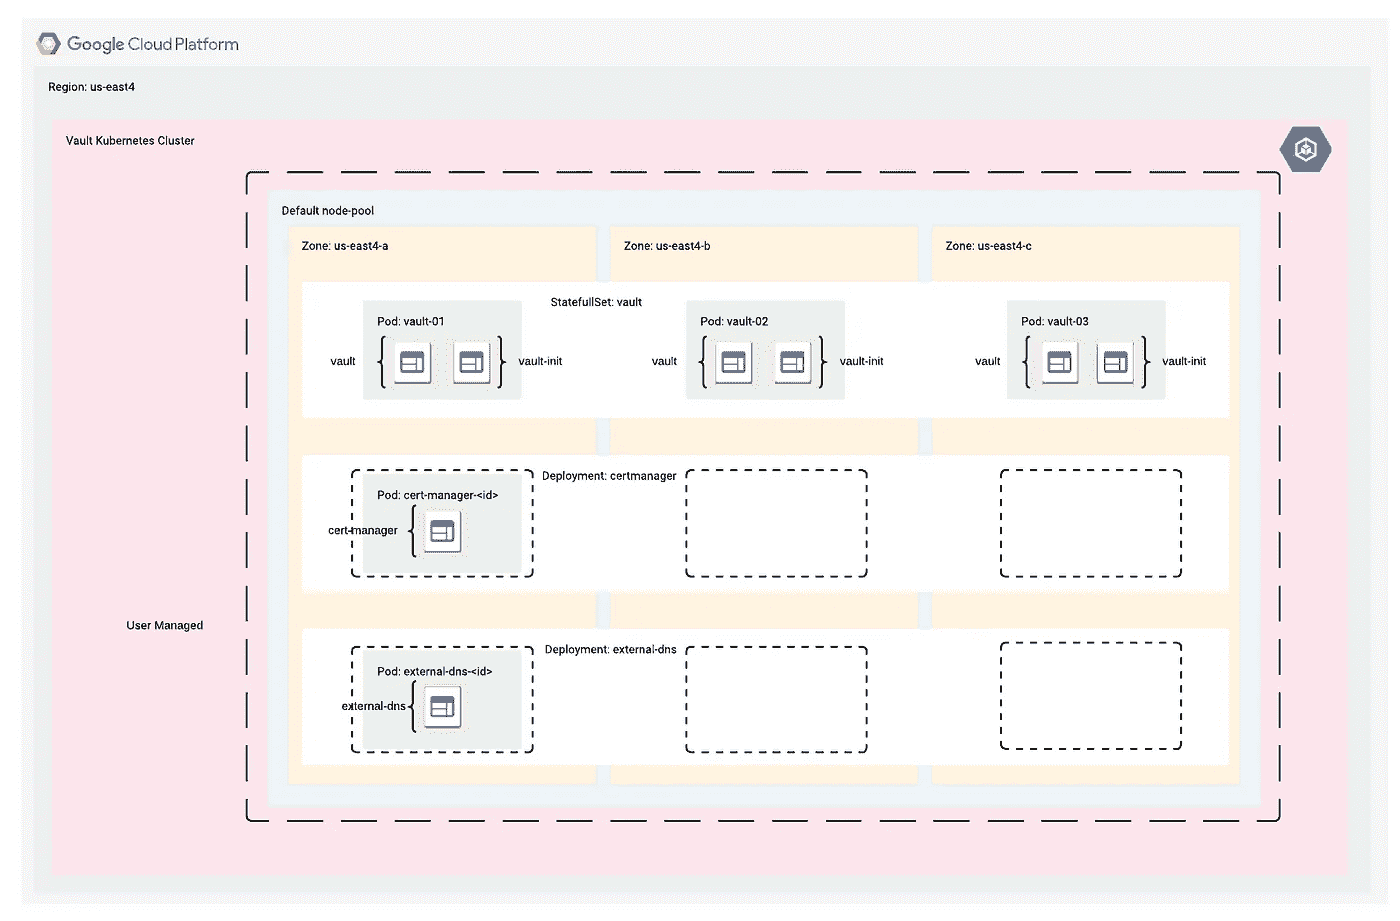 Google Cloud Platform
Region: us-east4
Vault Kubernetes Cluster
Default node-pool
Zone: us-east4-a
Zone: us-east4-b
Zone: us-east4-c
StatefullSet: vault
Pod: vault-01
Pod: vault-02
Pod: vault-03
vault
vault-init
vault
vault-init
vault
vault-init
Deployment: certmanager
Pod: cert-manager-<id>
cert-manager
User Managed
Deployment: external-dns
Pod: external-dns-<id>
external-dns